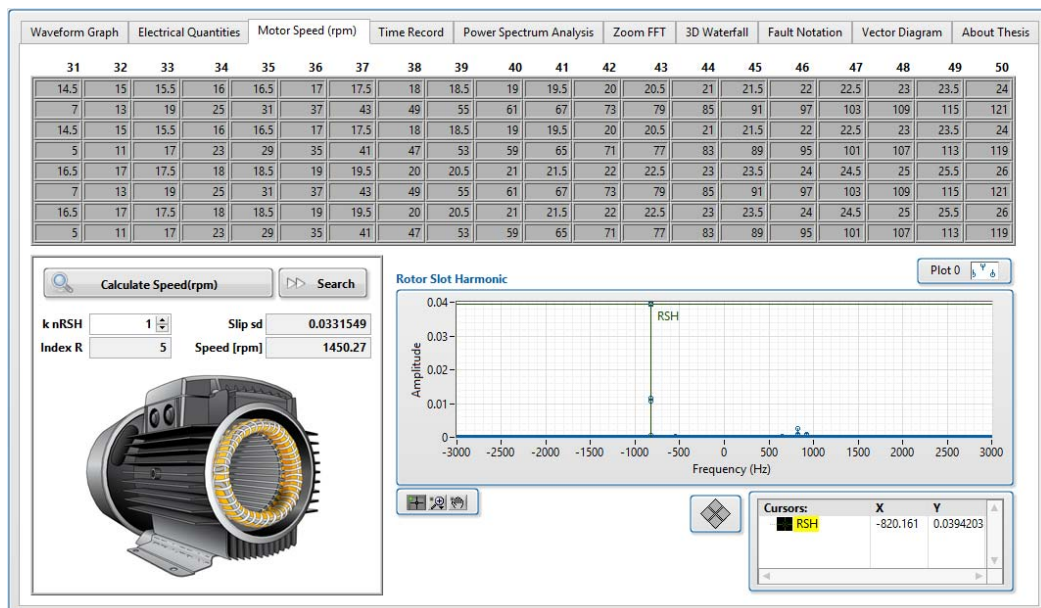 Waveform Graph Electrical Quantities Motor Speed (rpm) Time Record Power Spectrum Analysis Zoom FFT 3D Waterfall Fault Notation Vector Diagram About Thesis
31 32 33 34 35 36 37 38 39 40 41 42 43 44 45 46 47 48 49 50
14.5 15 15.5 16 16.5 17 17.5 18 18.5 19 19.5 20 20.5 21 21.5 22 22.5 23 23.5 24
7 13 19 25 31 37 43 49 55 61 67 73 79 85 91 97 103 109 115 121
14.5 15 15.5 16 16.5 17 17.5 18 18.5 19 19.5 20 20.5 21 21.5 22 22.5 23 23.5 24
5 11 17 23 29 35 41 47 53 59 65 71 77 83 89 95 101 107 113 119
16.5 17 17.5 18 18.5 19 19.5 20 20.5 21 21.5 22 22.5 23 23.5 24 24.5 25 25.5 26
7 13 19 25 31 37 43 49 55 61 67 73 79 85 91 97 103 109 115 121
16.5 17 17.5 18 18.5 19 19.5 20 20.5 21 21.5 22 22.5 23 23.5 24 24.5 25 25.5 26
5 11 17 23 29 35 41 47 53 59 65 71 77 83 89 95 101 107 113 119
Calculate Speed(rpm) Search
k nRSH 1 Slip sd 0.0331549
Index R 5 Speed [rpm] 1450.27
Rotor Slot Harmonic
Plot 0
Amplitude
0.04
0.03
0.02
0.01
0
RSH
-3000 -2500 -2000 -1500 -1000 -500 0 500 1000 1500 2000 2500 3000
Frequency (Hz)
Cursors: X Y
RSH -820.161 0.0394203